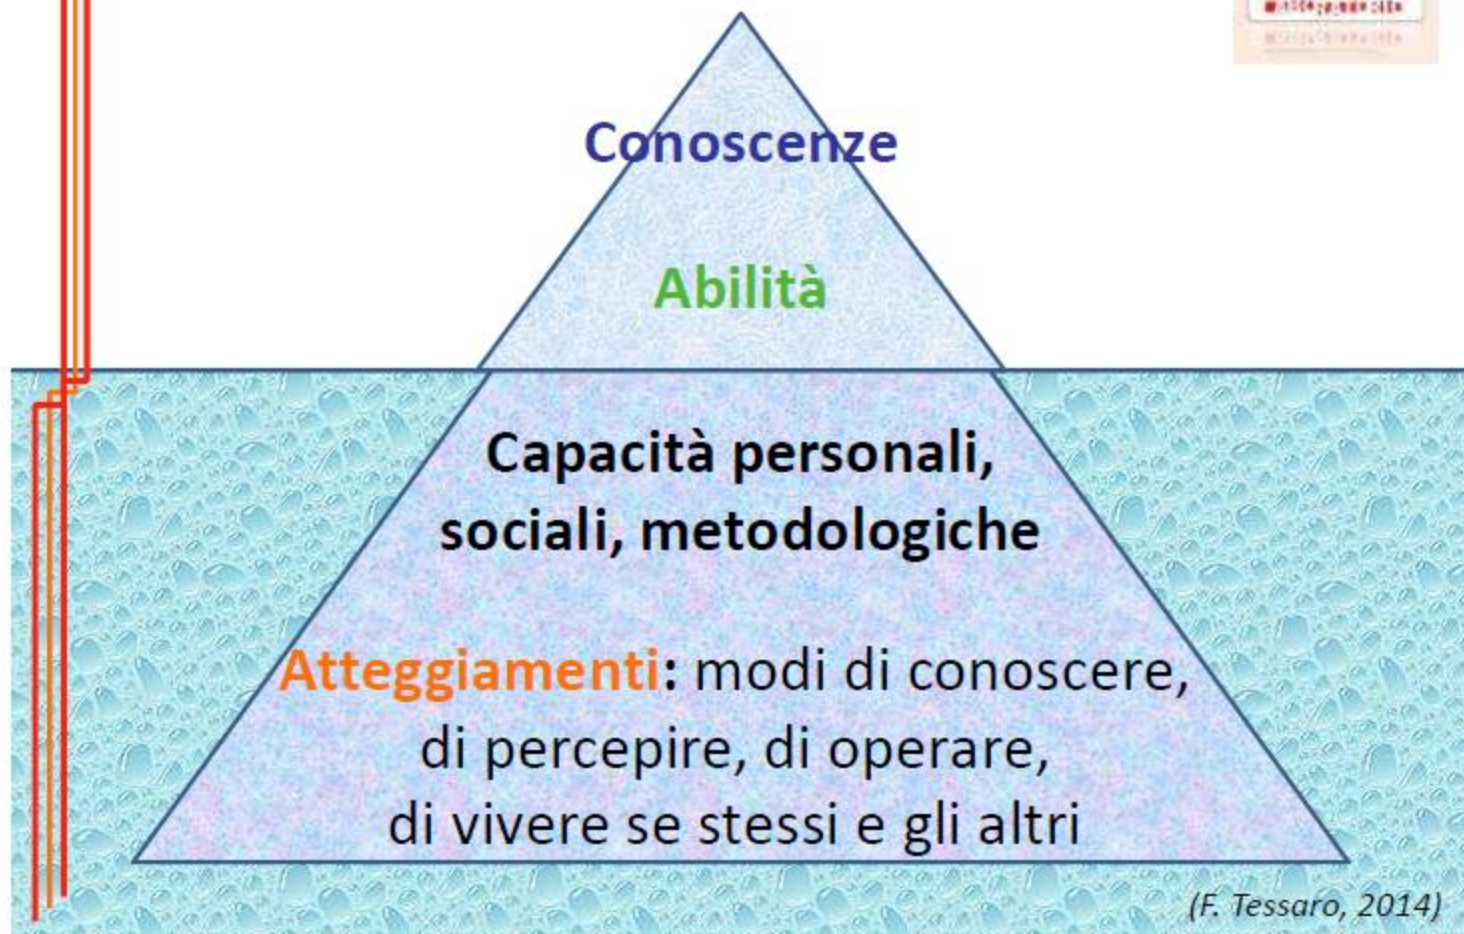 Conoscenze
Abilità
Capacità personali,
sociali, metodologiche
Atteggiamenti: modi di conoscere,
di percepire, di operare,
di vivere se stessi e gli altri
(F. Tessaro, 2014)